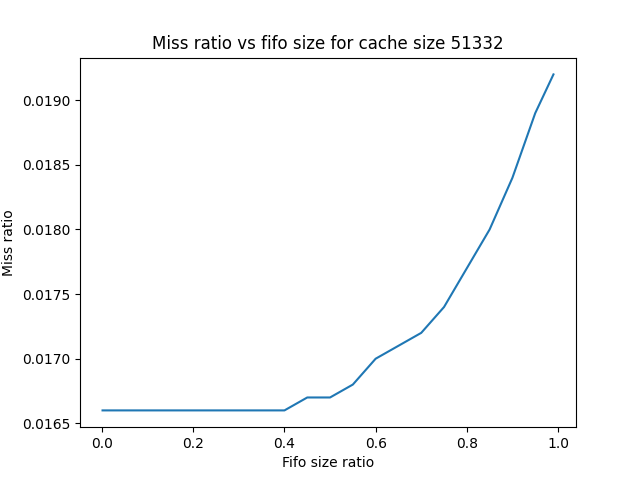 Miss ratio vs fifo size for cache size 51332
0.0190
0.0185
0.0180
0.0175
0.0170
0.0165
Miss ratio
0.0 0.2 0.4 0.6 0.8 1.0
Fifo size ratio